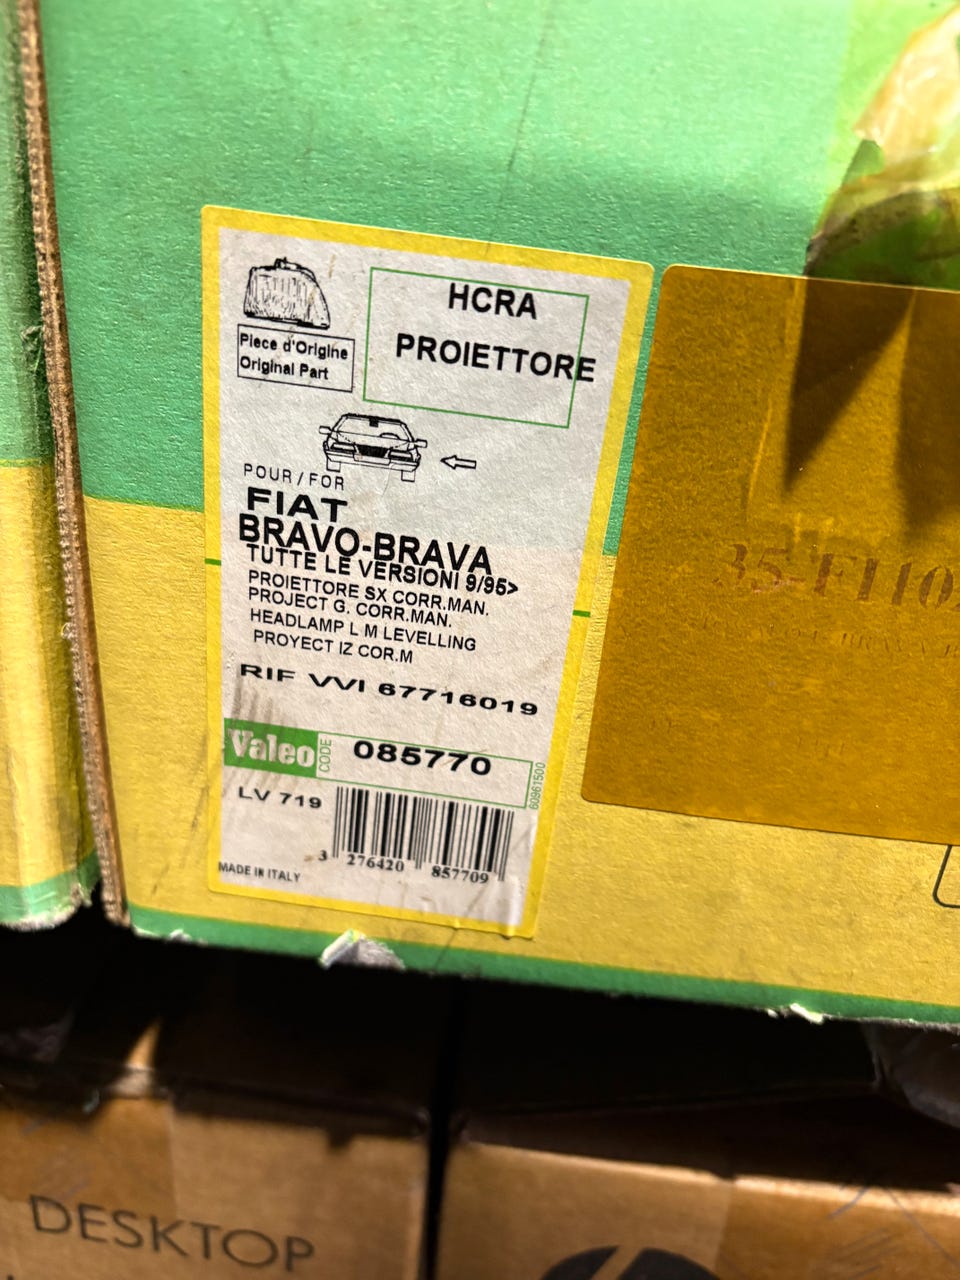 HCRA
PROIETTORE
Piece d'Origine
Original Part
POUR / FOR
FIAT
BRAVO-BRAVA
TUTTE LE VERSIONI 9/95>
PROIETTORE SX CORR.MAN.
PROJECT G. CORR.MAN.
HEADLAMP L M LEVELLING
PROYECT IZ COR.M
RIF VVI 67716019
Valeo CODE 085770
60961500
LV 719
3 276420 857709
MADE IN ITALY
35-FI10
DESKTOP